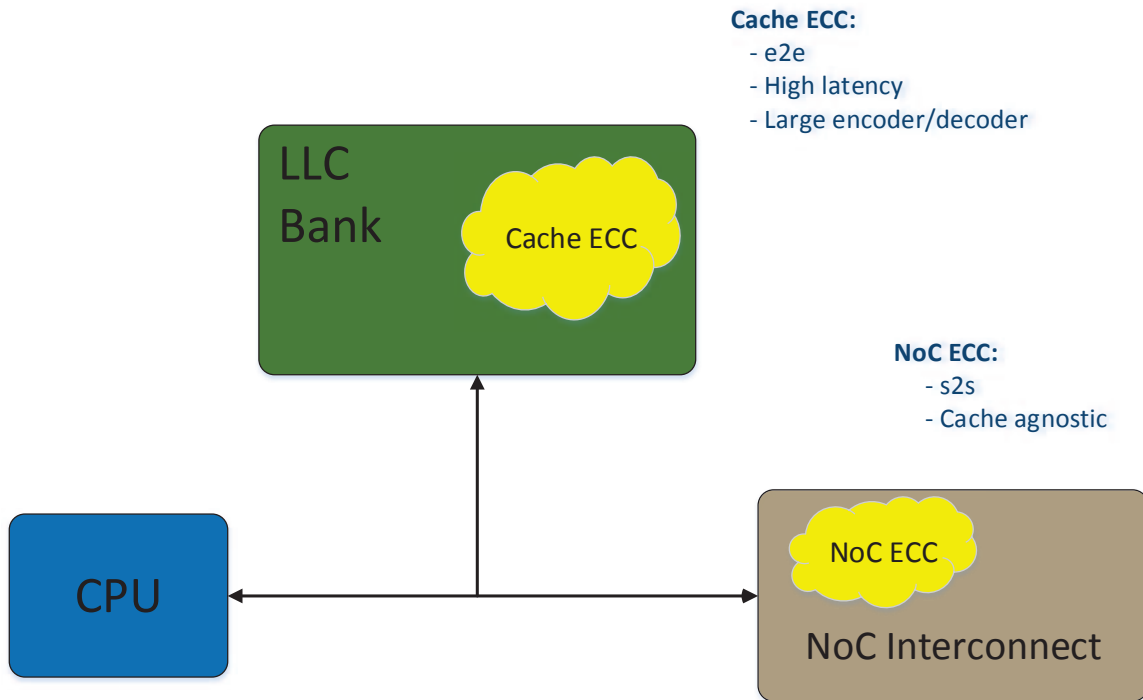 Cache ECC:
- e2e
- High latency
- Large encoder/decoder
LLC
Bank
Cache ECC
NoC ECC:
- s2s
- Cache agnostic
CPU
NoC ECC
NoC Interconnect